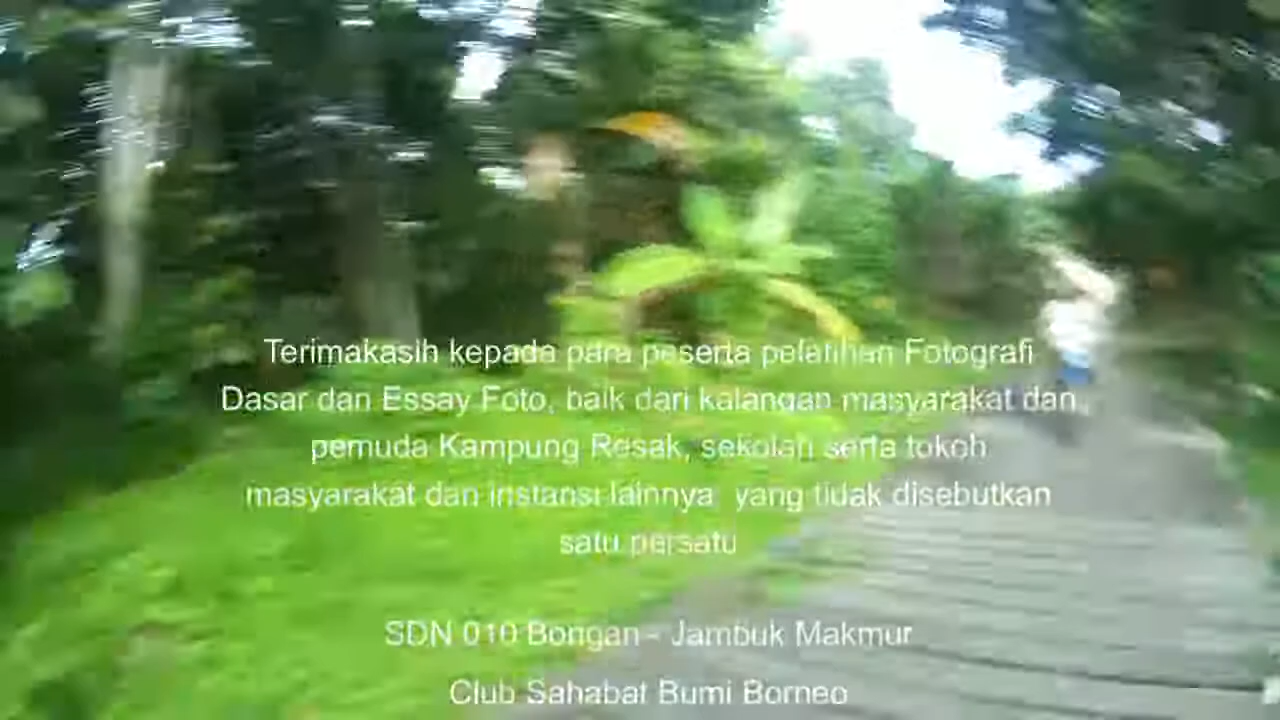 Terimakasih kepada para peserta pelatihan Fotografi
Dasar dan Essay Foto, baik dari kalangan masyarakat dan
pemuda Kampung Resak, sekolah serta tokoh
masyarakat dan instansi lainnya yang tidak disebutkan
satu persatu
SDN 010 Bongan - Jambuk Makmur
Club Sahabat Bumi Borneo